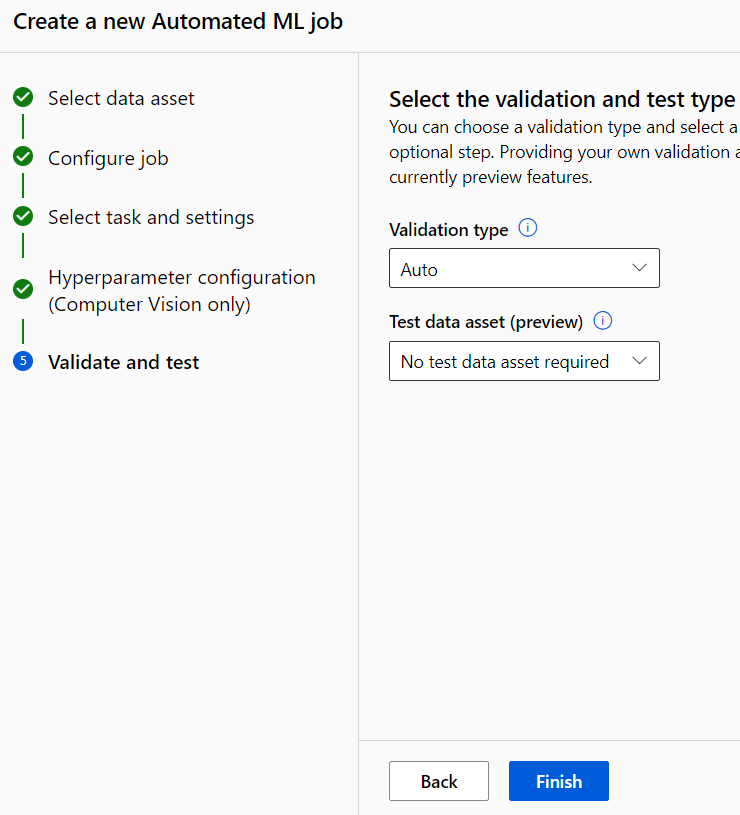 Create a new Automated ML job
Select data asset
Configure job
Select task and settings
Hyperparameter configuration
(Computer Vision only)
5 Validate and test
Select the validation and test type
You can choose a validation type and select a
optional step. Providing your own validation a
currently preview features.
Validation type
Auto
Test data asset (preview)
No test data asset required
Back
Finish